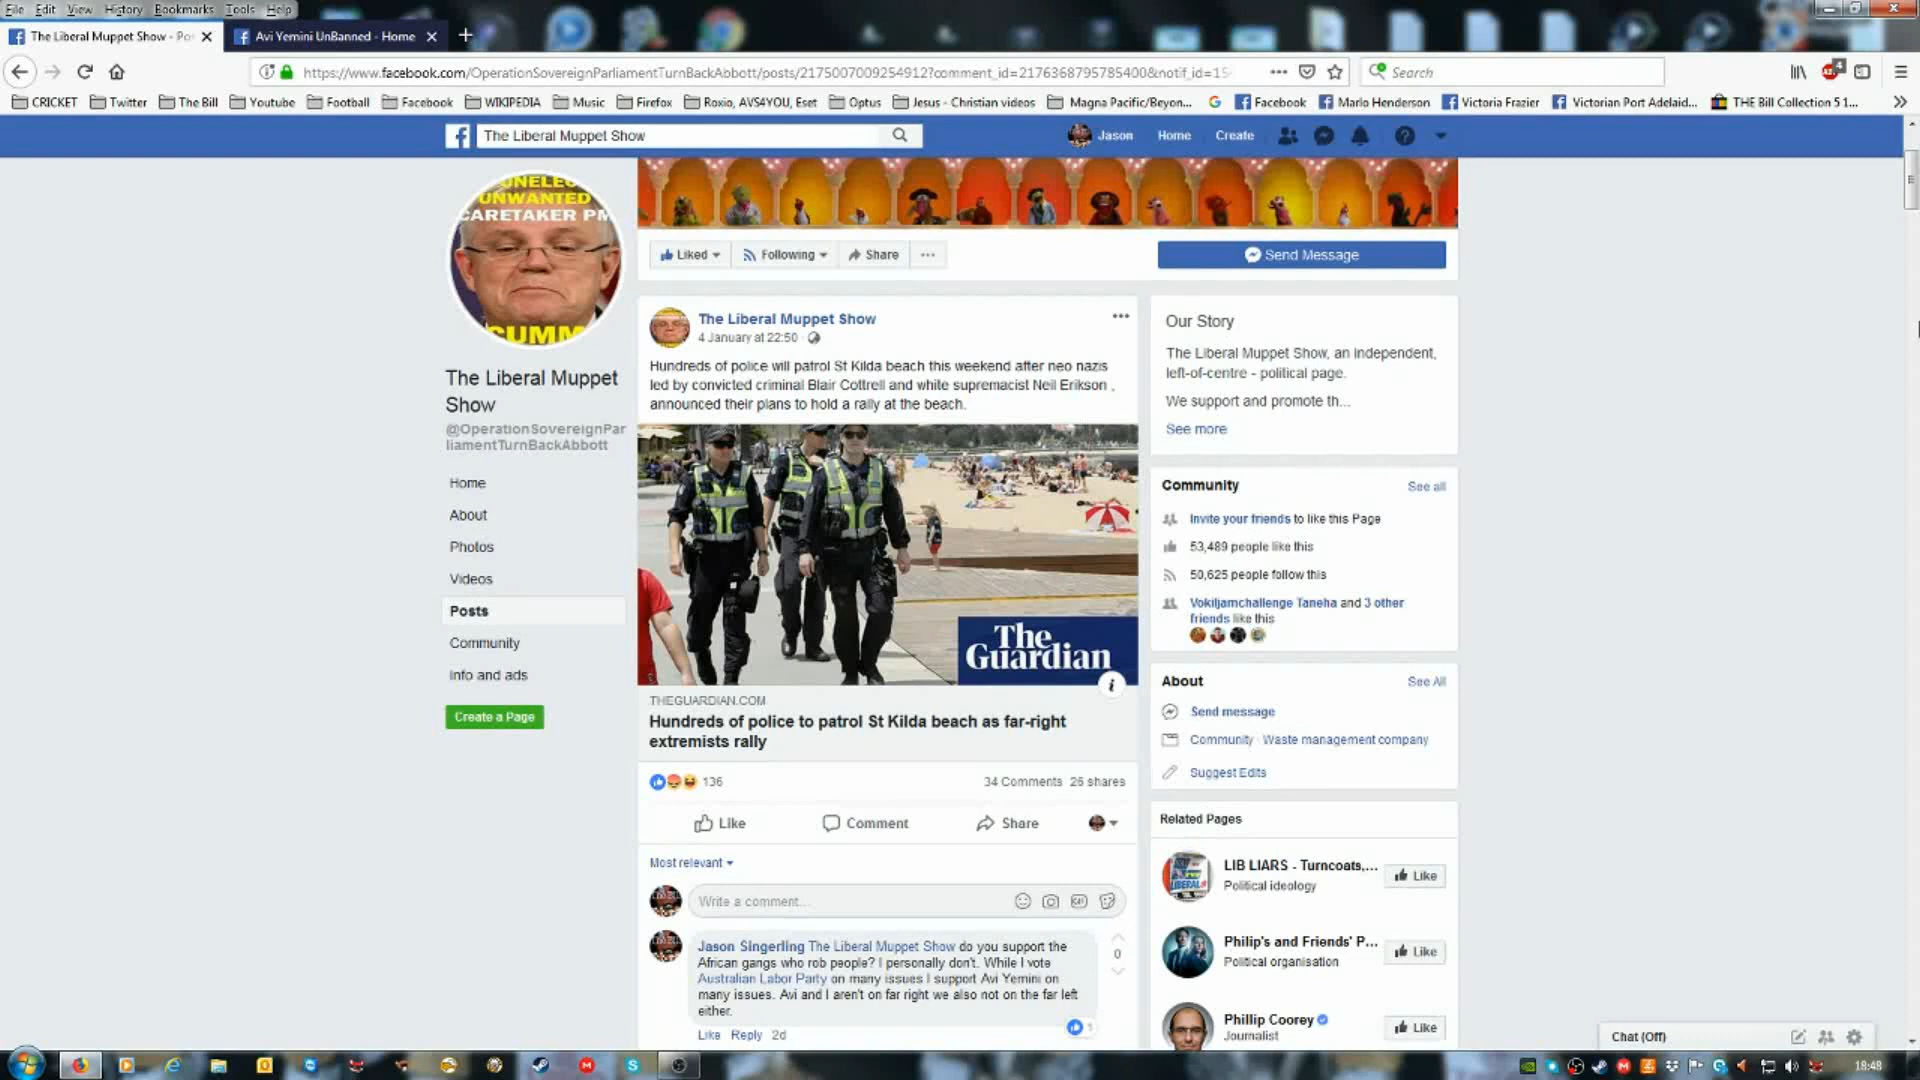 File Edit View History Bookmarks Tools Help
The Liberal Muppet Show - Po
Avi Yemini UnBanned - Home
https://www.facebook.com/OperationSovereignParliamentTurnBackAbbott/posts/2175007009254912?comment_id=2176368795785400&notif_id=15
Search
4
CRICKET Twitter The Bill Youtube Football Facebook WIKIPEDIA Music Firefox Roxio, AVS4YOU, Eset Optus Jesus - Christian videos Magna Pacific/Beyon... Facebook Marlo Henderson Victoria Frazier Victorian Port Adelaid... THE Bill Collection 5 1...
The Liberal Muppet Show
Jason Home Create
UNWANTED
CARETAKER PM
The Liberal Muppet
Show
@OperationSovereignPar
liamentTurnBackAbbott
Home
About
Photos
Videos
Posts
Community
Info and ads
Create a Page
Liked Following Share
Send Message
The Liberal Muppet Show
4 January at 22:50
Hundreds of police will patrol St Kilda beach this weekend after neo nazis
led by convicted criminal Blair Cottrell and white supremacist Neil Erikson ,
announced their plans to hold a rally at the beach.
The
Guardian
THEGUARDIAN.COM
Hundreds of police to patrol St Kilda beach as far-right
extremists rally
136
34 Comments 26 shares
Like Comment Share
Most relevant
Write a comment...
GIF
Jason Singerling The Liberal Muppet Show do you support the
African gangs who rob people? I personally don't. While I vote
Australian Labor Party on many issues I support Avi Yemini on
many issues. Avi and I aren't on far right we also not on the far left
either.
0
1
Like Reply 2d
Our Story
The Liberal Muppet Show, an independent,
left-of-centre - political page.
We support and promote th...
See more
Community
See all
Invite your friends to like this Page
53,489 people like this
50,625 people follow this
Vokiljamchallenge Taneha and 3 other
friends like this
About
See All
Send message
Community · Waste management company
Suggest Edits
Related Pages
LIB LIARS - Turncoats,...
Political ideology
Like
Philip's and Friends' P...
Political organisation
Like
Phillip Coorey
Journalist
Like
Chat (Off)
18:48